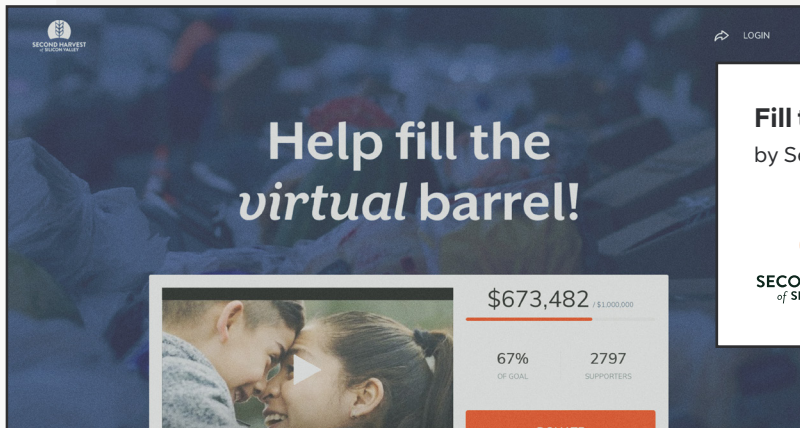 SECOND HARVEST
of SILICON VALLEY
LOGIN
Help fill the
virtual barrel!
Fill
by
SECO
of
$673,482 / $1,000,000
67%
2797
OF GOAL
SUPPORTERS